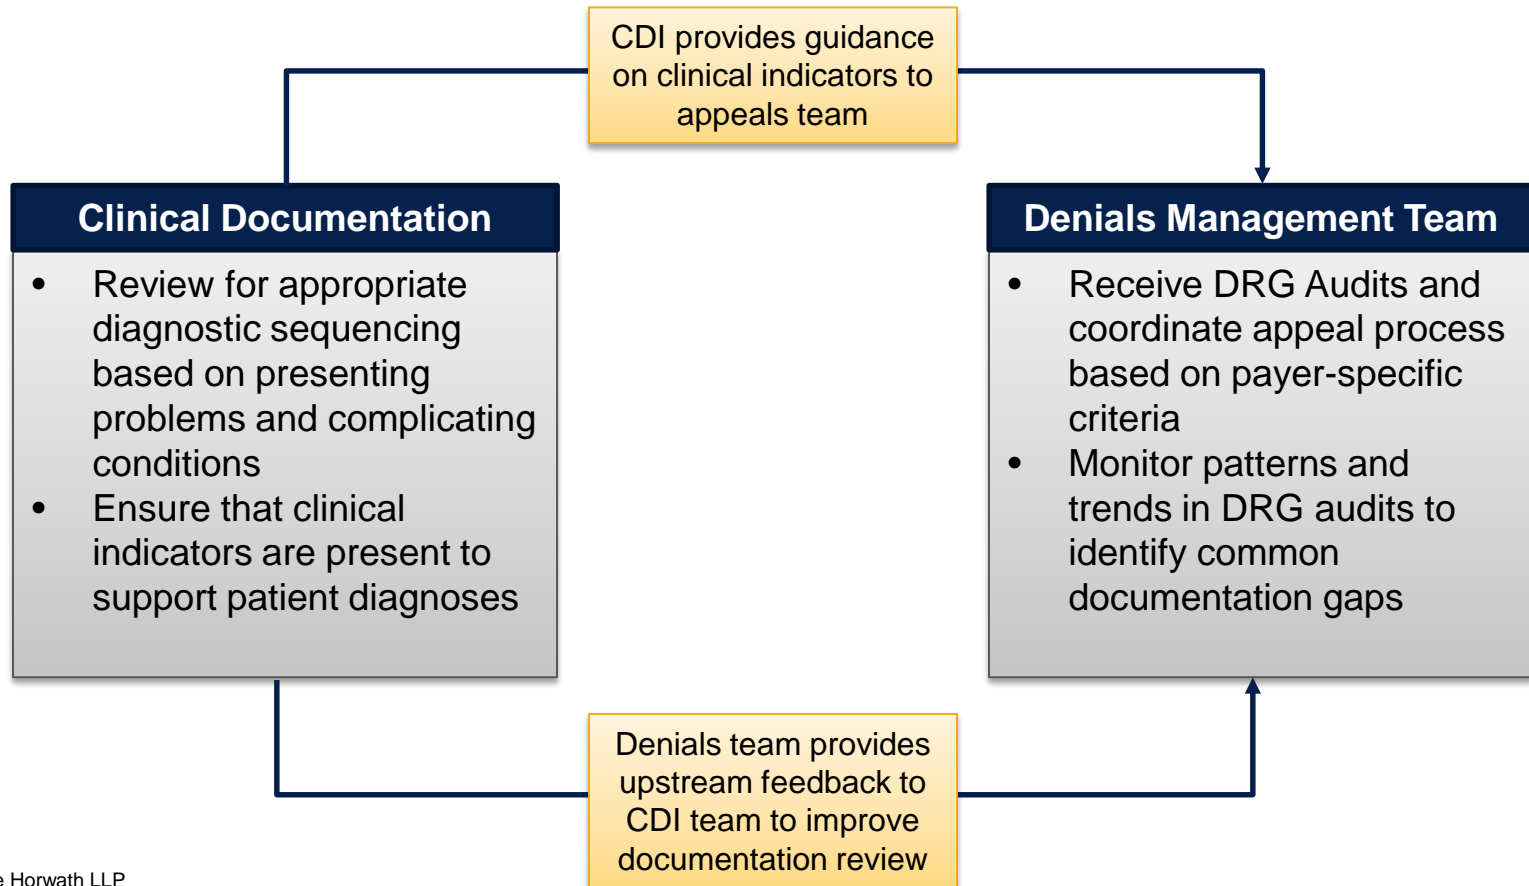 CDI provides guidance
on clinical indicators to
appeals team
Clinical Documentation
• Review for appropriate
diagnostic sequencing
based on presenting
problems and complicating
conditions
• Ensure that clinical
indicators are present to
support patient diagnoses
Denials Management Team
• Receive DRG Audits and
coordinate appeal process
based on payer-specific
criteria
• Monitor patterns and
trends in DRG audits to
identify common
documentation gaps
Denials team provides
upstream feedback to
CDI team to improve
documentation review
e Horwath LLP